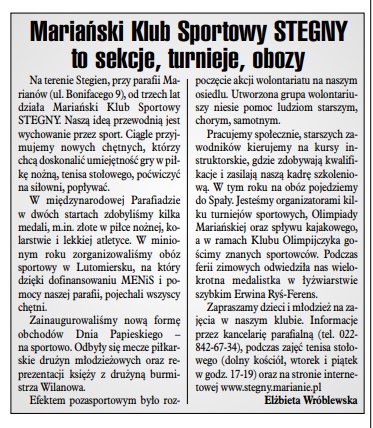 Mariański Klub Sportowy STEGNY
to sekcje, turnieje, obozy
Na terenie Stegien, przy parafii Ma-
rianów (ul. Bonifacego 9), od trzech lat
działa Mariański Klub Sportowy
STEGNY. Naszą ideą przewodnią jest
wychowanie przez sport. Ciągle przyj-
mujemy nowych chętnych, którzy
chcą doskonalić umiejętność gry w pił-
kę nożną, tenisa stołowego, poćwiczyć
na siłowni, popływać.
W międzynarodowej Parafiadzie
w dwóch startach zdobyliśmy kilka
medali, m.in. złote w piłce nożnej, ko-
larstwie i lekkiej atletyce. W minio-
nym roku zorganizowaliśmy obóz
sportowy w Lutomiersku, na który
dzięki dofinansowaniu MENiS i po-
mocy naszej parafii, pojechali wszyscy
chętni.
Zainaugurowaliśmy nową formę
obchodów Dnia Papieskiego –
na sportowo. Odbyły się mecze piłkar-
skie drużyn młodzieżowych oraz re-
prezentacji księży z drużyną burmi-
strza Wilanowa.
Efektem pozasportowym było roz-
poczęcie akcji wolontariatu na naszym
osiedlu. Utworzona grupa wolontariu-
szy niesie pomoc ludziom starszym,
chorym, samotnym.
Pracujemy społecznie, starszych za-
wodników kierujemy na kursy in-
struktorskie, gdzie zdobywają kwalifi-
kacje i zasilają naszą kadrę szkolenio-
wą. W tym roku na obóz pojedziemy
do Spały. Jesteśmy organizatorami kil-
ku turniejów sportowych, Olimpiady
Mariańskiej oraz spływu kajakowego,
a w ramach Klubu Olimpijczyka go-
ścimy znanych sportowców. Podczas
ferii zimowych odwiedziła nas wielo-
krotna medalistka w łyżwiarstwie
szybkim Erwina Ryś-Ferens.
Zapraszamy dzieci i młodzież na za-
jęcia w naszym klubie. Informacje
przez kancelarię parafialną (tel. 022-
842-67-34), podczas zajęć tenisa stoło-
wego (dolny kościół, wtorek i piątek
w godz. 17-19) oraz na stronie interne-
towej www.stegny.marianie.pl
Elżbieta Wróblewska